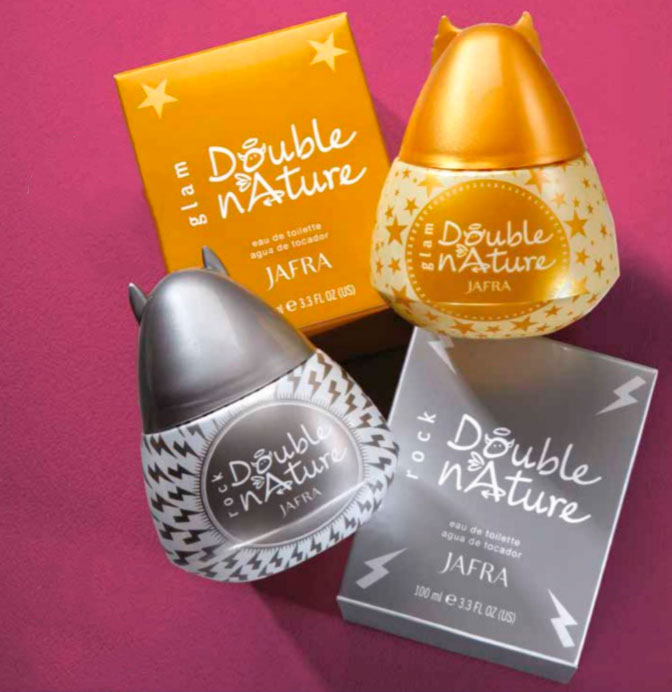 glam
Double
nAture
eau de toilette
agua de tocador
JAFRA
℮ 3.3 FL OZ (US)
glam
Double
nAture
JAFRA
rock
Double
nAture
JAFRA
rock
Double
nAture
eau de toilette
agua de tocador
JAFRA
100 ml ℮ 3.3 FL OZ (US)